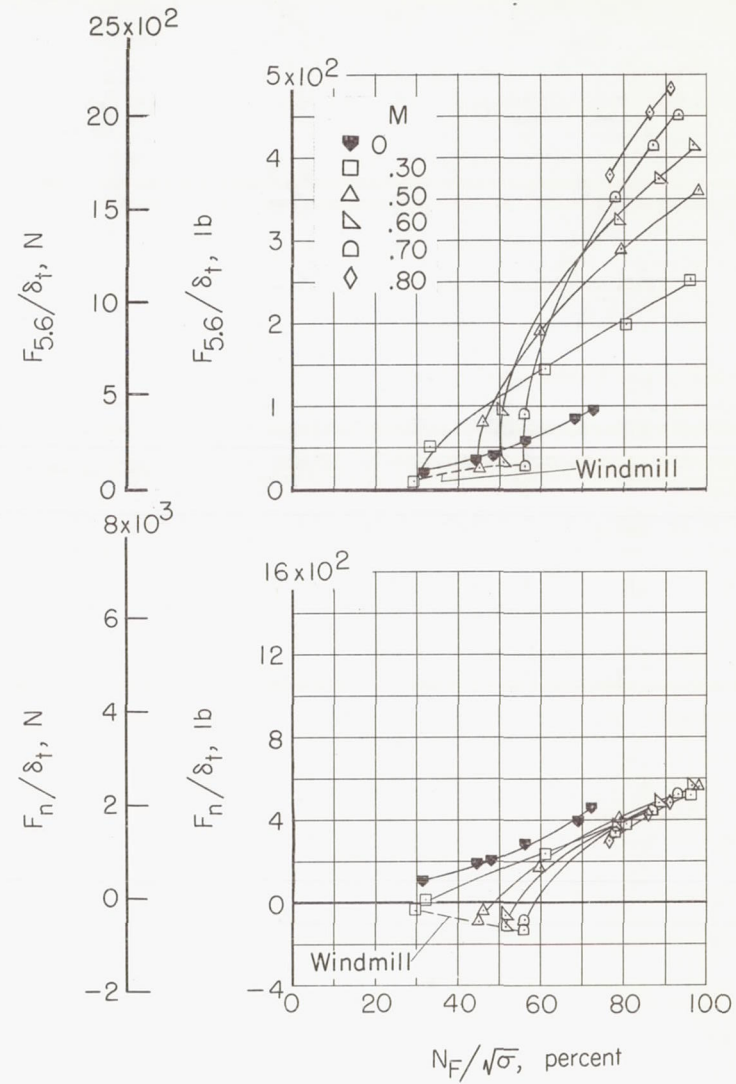 25x10²
20
15
10
5
0
F5.6/δt, N
5x10²
4
3
2
1
0
F5.6/δt, lb
M
0
.30
.50
.60
.70
.80
Windmill
8x10³
6
4
2
0
-2
Fn/δt, N
16x10²
12
8
4
0
-4
Fn/δt, lb
Windmill
0 20 40 60 80 100
NF/√σ, percent